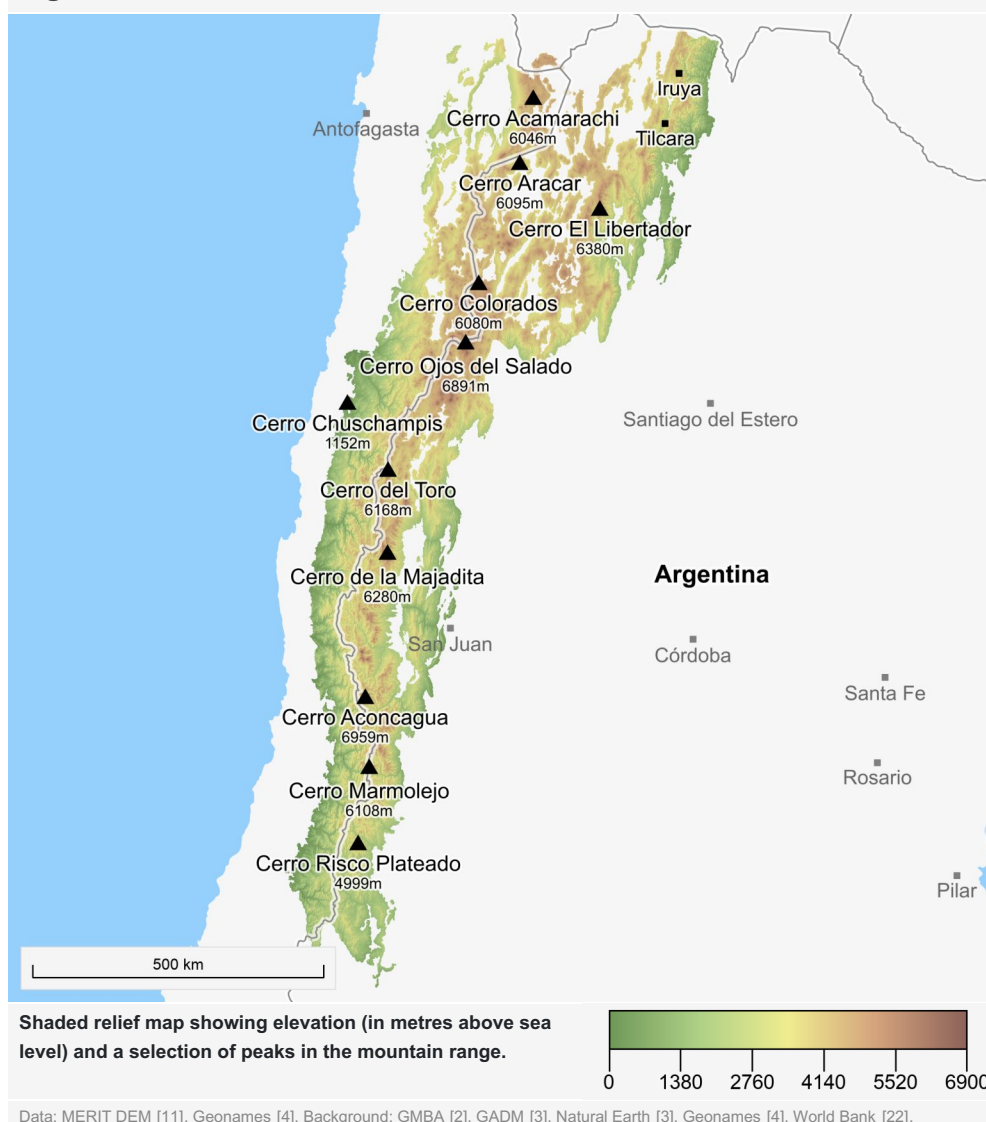 Iruya
Cerro Acamarachi
6046m
Antofagasta
Tilcara
Cerro Aracar
6095m
Cerro El Libertador
6380m
Cerro Colorados
6080m
Cerro Ojos del Salado
6891m
Cerro Chuschampis
1152m
Santiago del Estero
Cerro del Toro
6168m
Cerro de la Majadita
6280m
Argentina
San Juan
Córdoba
Santa Fe
Cerro Aconcagua
6959m
Cerro Marmolejo
6108m
Rosario
Cerro Risco Plateado
4999m
Pilar
500 km
Shaded relief map showing elevation (in metres above sea
level) and a selection of peaks in the mountain range.
0 1380 2760 4140 5520 6900
Data: MERIT DEM [11], Geonames [4]. Background: GMBA [2], GADM [3], Natural Earth [3], Geonames [4], World Bank [22].